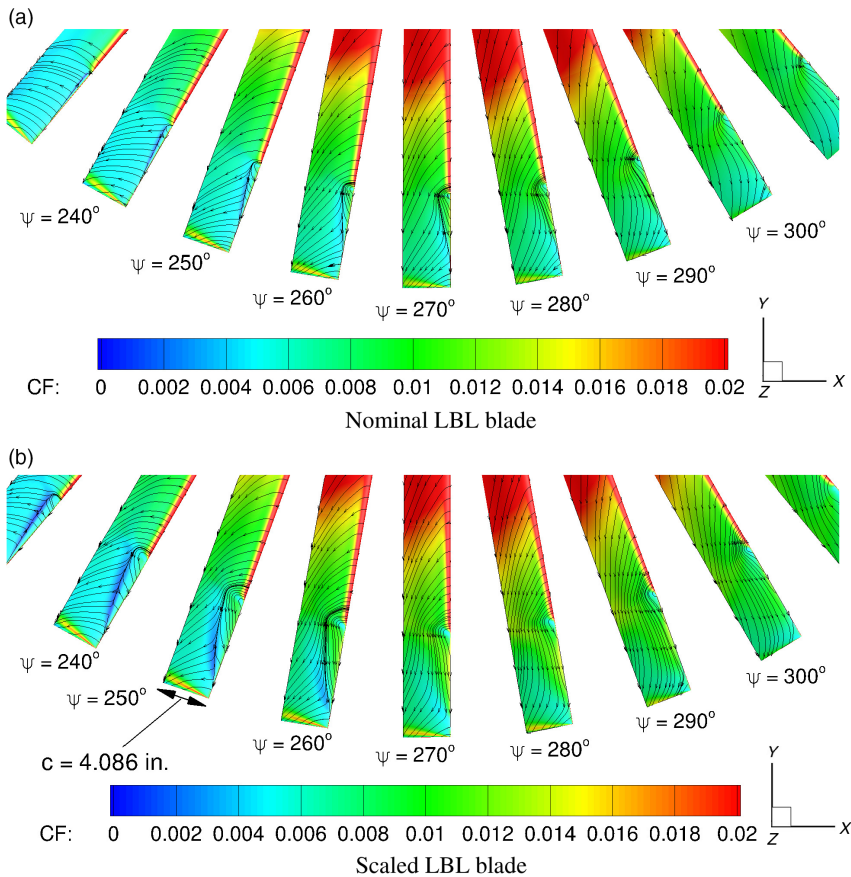 (a)
ψ = 240°
ψ = 250°
ψ = 260°
ψ = 270°
ψ = 280°
ψ = 290°
ψ = 300°
Y
X
Z
CF: 0 0.002 0.004 0.006 0.008 0.01 0.012 0.014 0.016 0.018 0.02
Nominal LBL blade
(b)
ψ = 240°
ψ = 250°
ψ = 260°
ψ = 270°
ψ = 280°
ψ = 290°
ψ = 300°
c = 4.086 in.
Y
X
Z
CF: 0 0.002 0.004 0.006 0.008 0.01 0.012 0.014 0.016 0.018 0.02
Scaled LBL blade